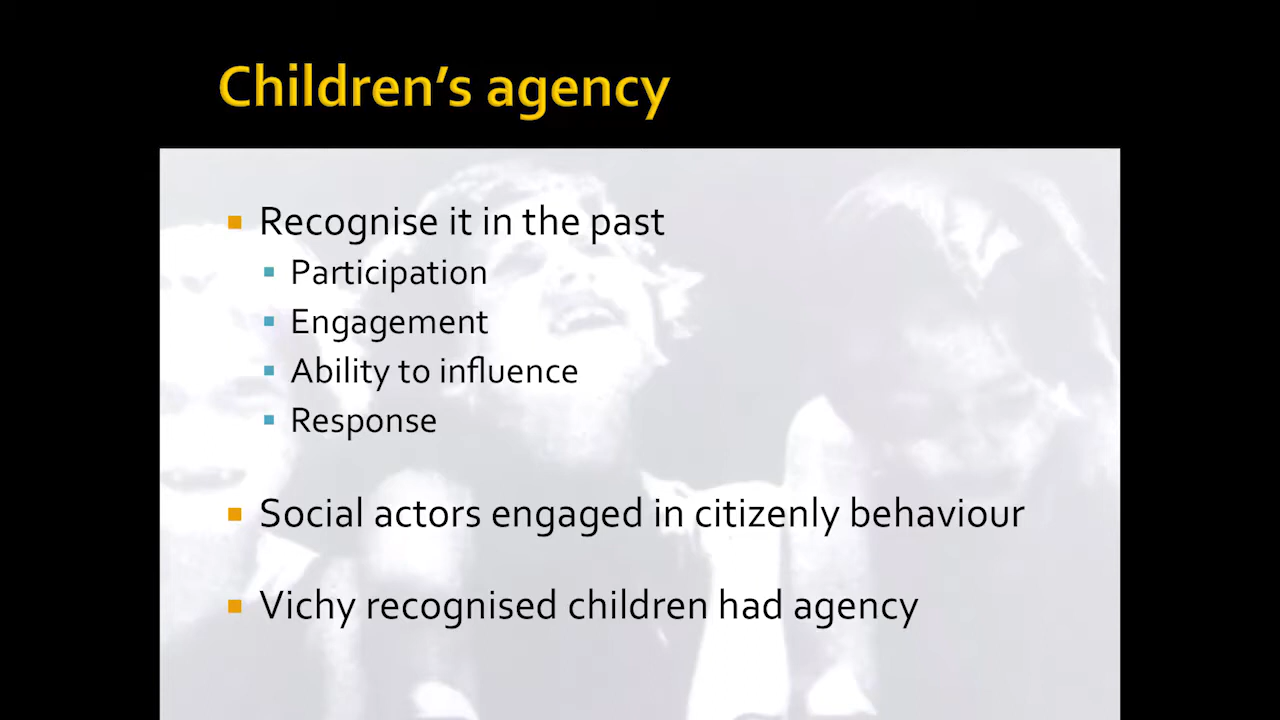 Children’s agency
Recognise it in the past
Participation
Engagement
Ability to influence
Response
Social actors engaged in citizenly behaviour
Vichy recognised children had agency